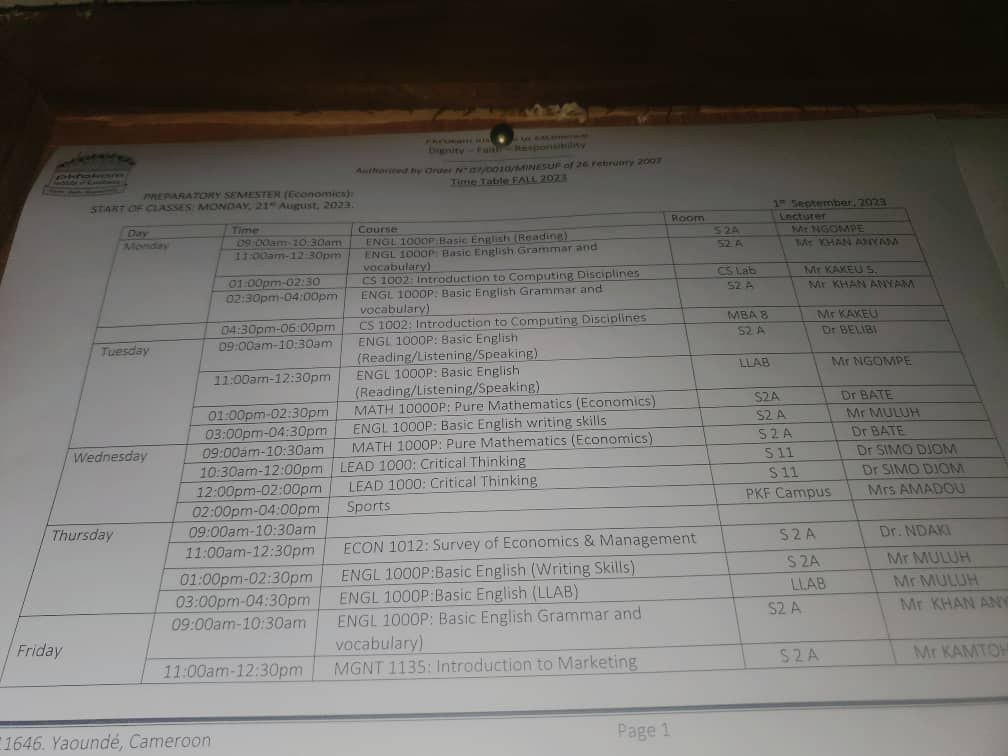 pkfokam
Institute of Excellence
Dignity – Faith – Responsibility
Authorized by Order N° 07/0010/MINESUP of 26 February 2007
Time Table FALL 2023
PREPARATORY SEMESTER (Economics):
START OF CLASSES: MONDAY, 21st August, 2023.
1st September, 2023
Day Time Course Room Lecturer
Monday 09:00am-10:30am ENGL 1000P:Basic English (Reading) S 2A Mr NGOMPE
11:00am-12:30pm ENGL 1000P: Basic English Grammar and S2 A Mr KHAN ANYAM
vocabulary)
01:00pm-02:30 CS 1002: Introduction to Computing Disciplines CS Lab Mr KAKEU S.
02:30pm-04:00pm ENGL 1000P: Basic English Grammar and S2 A Mr KHAN ANYAM
vocabulary)
04:30pm-06:00pm CS 1002: Introduction to Computing Disciplines MBA 8 Mr KAKEU
Tuesday 09:00am-10:30am ENGL 1000P: Basic English S2 A Dr BELIBI
(Reading/Listening/Speaking)
11:00am-12:30pm ENGL 1000P: Basic English LLAB Mr NGOMPE
(Reading/Listening/Speaking)
01:00pm-02:30pm MATH 10000P: Pure Mathematics (Economics) S2A Dr BATE
03:00pm-04:30pm ENGL 1000P: Basic English writing skills S2 A Mr MULUH
Wednesday 09:00am-10:30am MATH 1000P: Pure Mathematics (Economics) S 2 A Dr BATE
10:30am-12:00pm LEAD 1000: Critical Thinking S 11 Dr SIMO DJOM
12:00pm-02:00pm LEAD 1000: Critical Thinking S 11 Dr SIMO DJOM
02:00pm-04:00pm Sports PKF Campus Mrs AMADOU
Thursday 09:00am-10:30am
11:00am-12:30pm ECON 1012: Survey of Economics & Management S 2 A Dr. NDAKI
01:00pm-02:30pm ENGL 1000P:Basic English (Writing Skills) S 2A Mr MULUH
03:00pm-04:30pm ENGL 1000P:Basic English (LLAB) LLAB Mr MULUH
Friday 09:00am-10:30am ENGL 1000P: Basic English Grammar and S2 A Mr KHAN ANY
vocabulary)
11:00am-12:30pm MGNT 1135: Introduction to Marketing S 2 A Mr KAMTOH
11646. Yaoundé, Cameroon Page 1